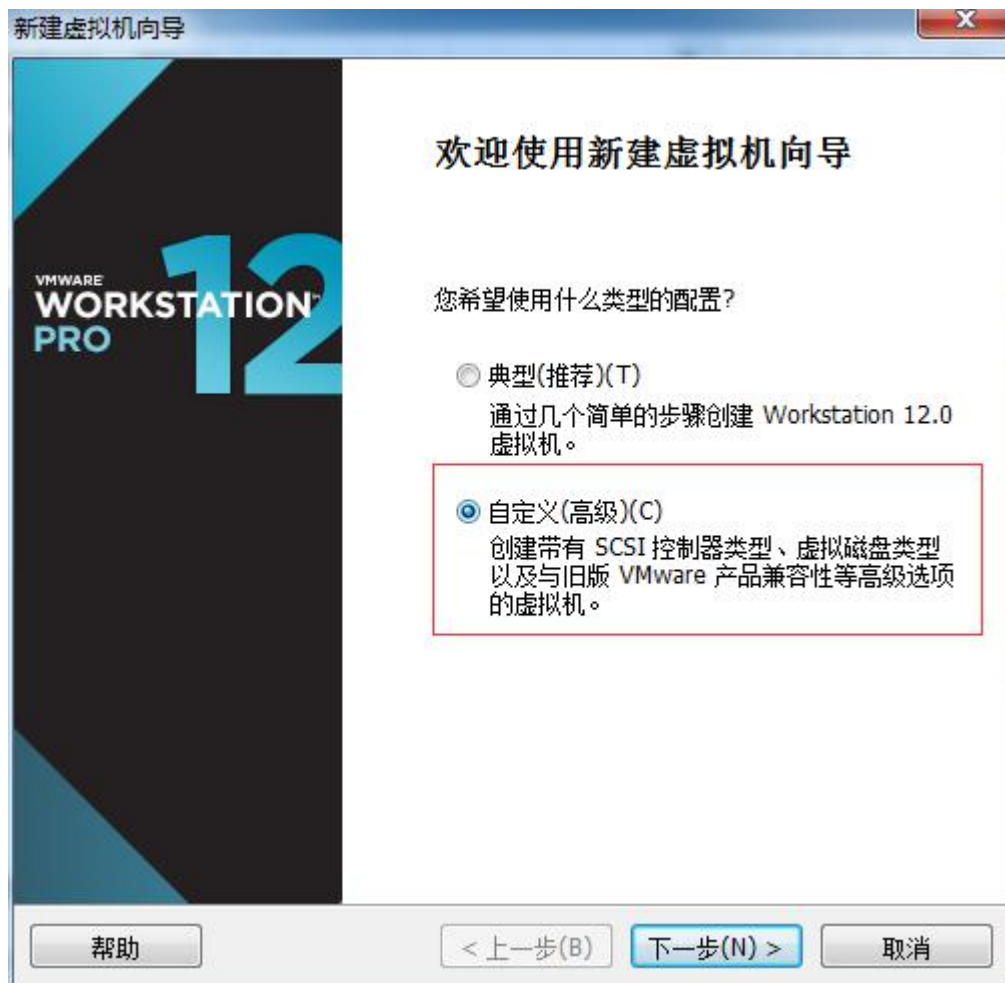 新建虚拟机向导
VMWARE
WORKSTATION
PRO
12
欢迎使用新建虚拟机向导
您希望使用什么类型的配置?
典型(推荐)(T)
通过几个简单的步骤创建 Workstation 12.0
虚拟机。
自定义(高级)(C)
创建带有 SCSI 控制器类型、虚拟磁盘类型
以及与旧版 VMware 产品兼容性等高级选项
的虚拟机。
帮助
< 上一步(B)
下一步(N) >
取消